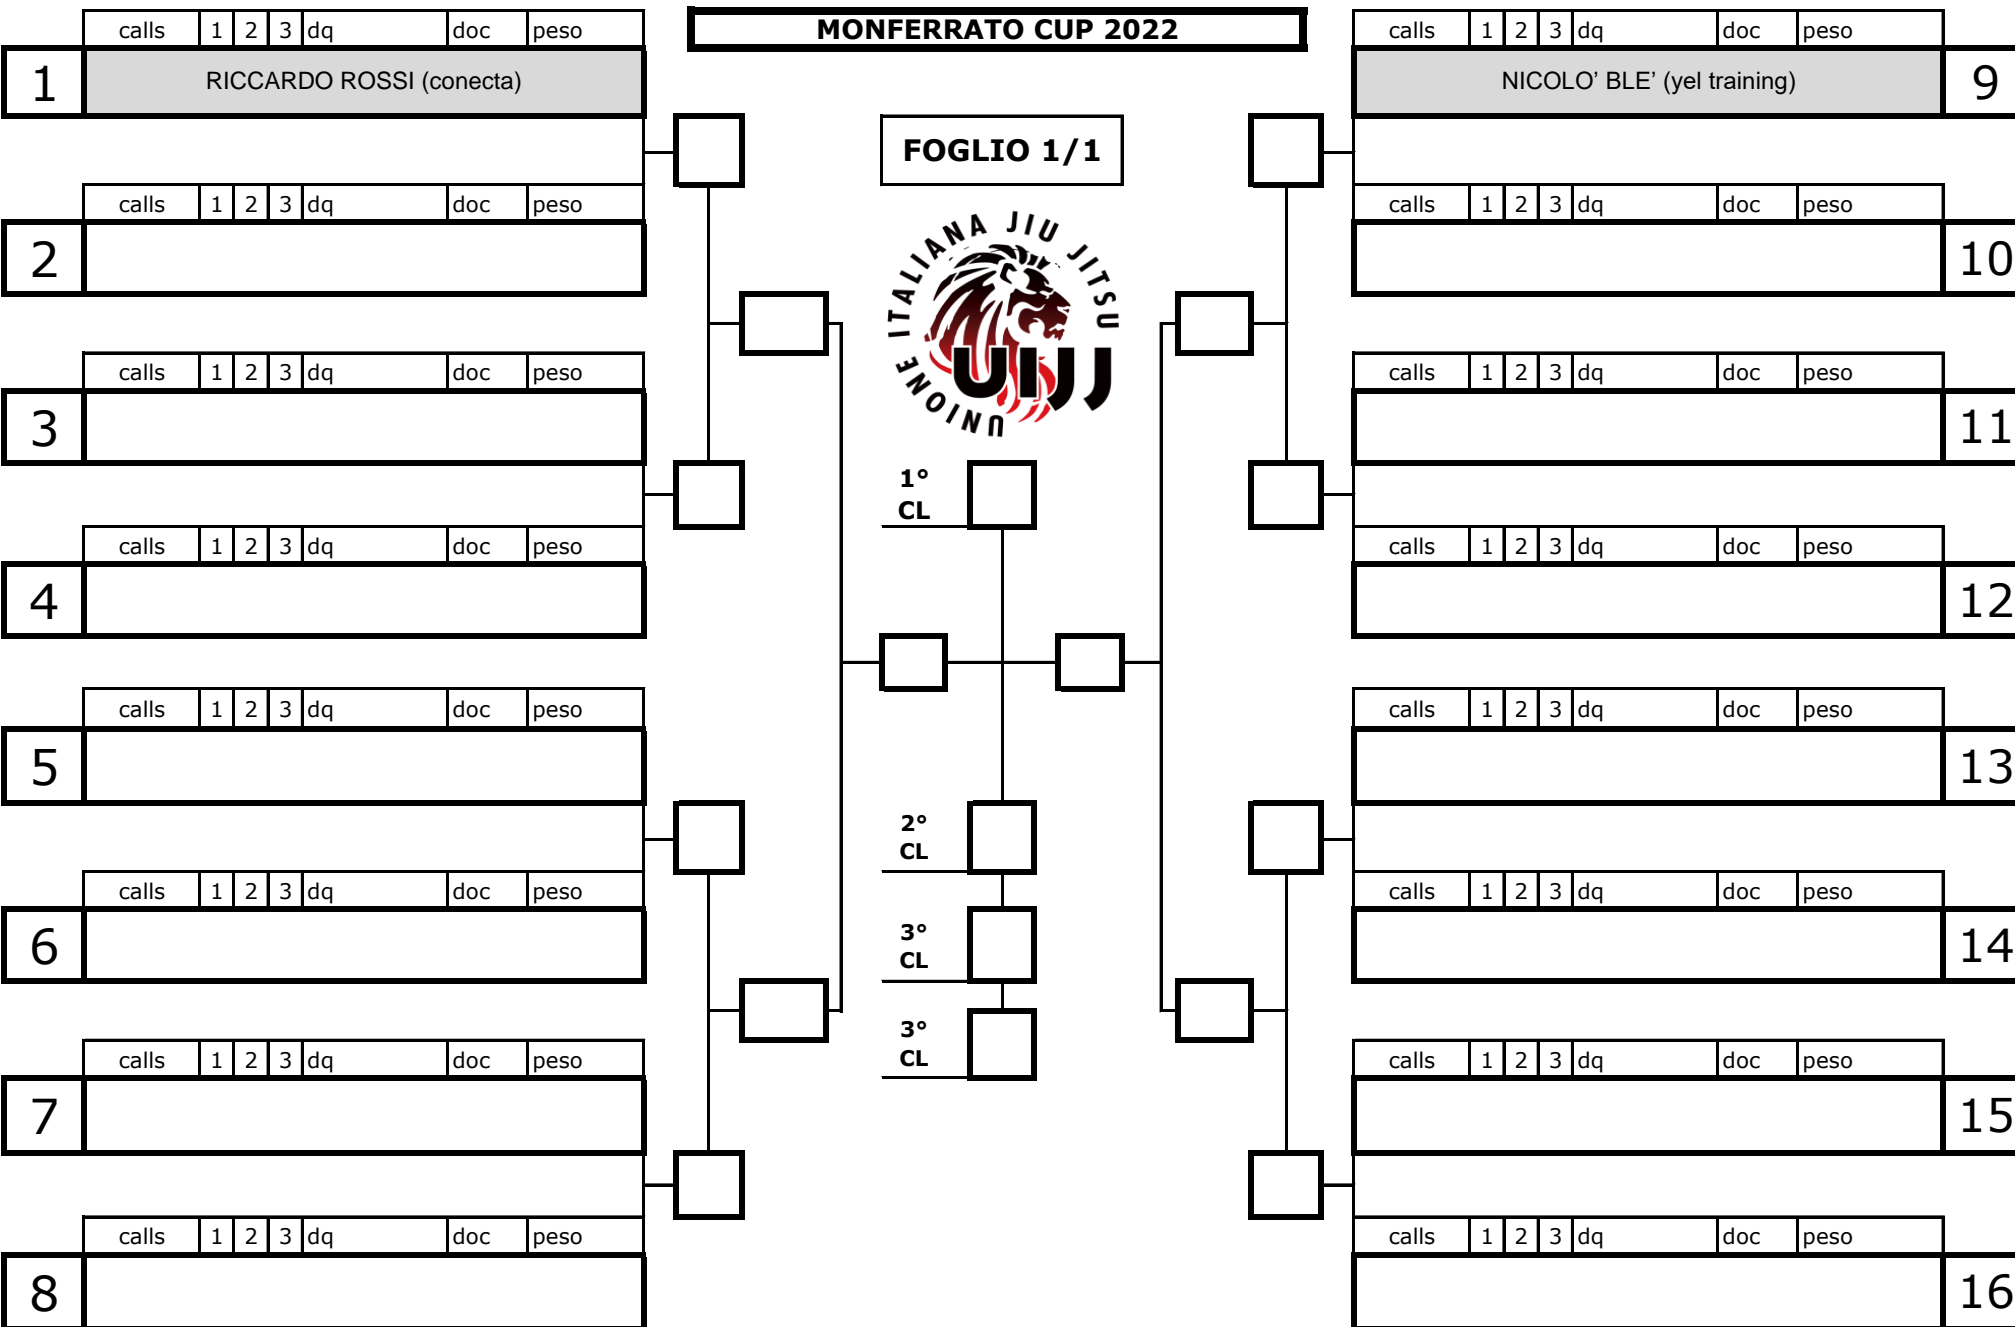 MONFERRATO CUP 2022
FOGLIO 1/1
UNIONE ITALIANA JIU JITSU
UIJJ
calls 1 2 3 dq doc peso
1 RICCARDO ROSSI (conecta)
calls 1 2 3 dq doc peso
2
calls 1 2 3 dq doc peso
3
calls 1 2 3 dq doc peso
4
calls 1 2 3 dq doc peso
5
calls 1 2 3 dq doc peso
6
calls 1 2 3 dq doc peso
7
calls 1 2 3 dq doc peso
8
1°
CL
2°
CL
3°
CL
3°
CL
calls 1 2 3 dq doc peso
NICOLO’ BLE’ (yel training) 9
calls 1 2 3 dq doc peso
10
calls 1 2 3 dq doc peso
11
calls 1 2 3 dq doc peso
12
calls 1 2 3 dq doc peso
13
calls 1 2 3 dq doc peso
14
calls 1 2 3 dq doc peso
15
calls 1 2 3 dq doc peso
16